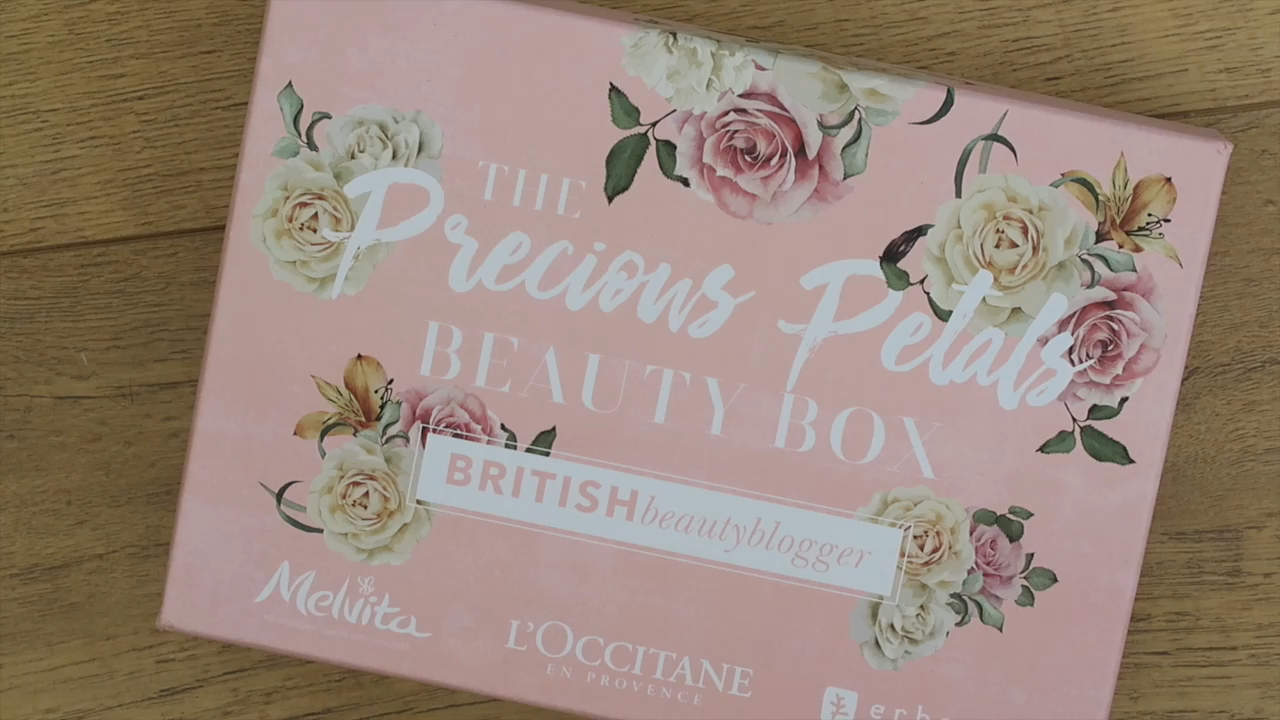 THE
Precious Petals
BEAUTY BOX
BRITISHbeautyblogger
Melvita
L'OCCITANE
EN PROVENCE